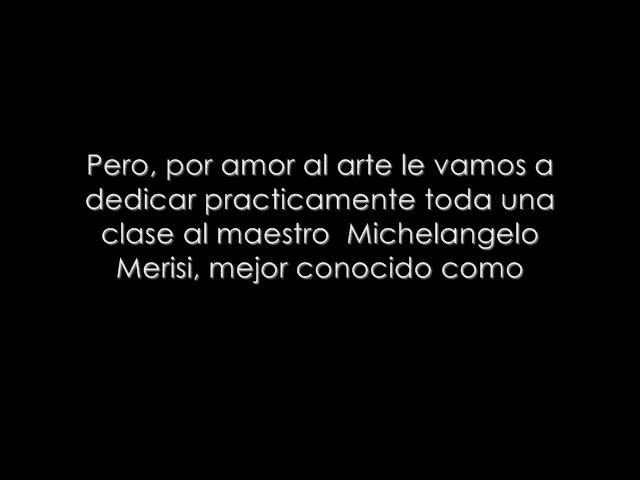 Pero, por amor al arte le vamos a
dedicar practicamente toda una
clase al maestro  Michelangelo
Merisi, mejor conocido como